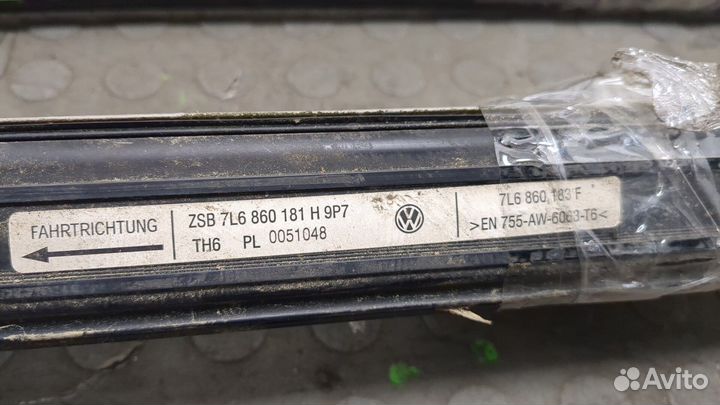 FAHRTRICHTUNG
ZSB 7L6 860 181 H 9P7
TH6 PL 0051048
7L6 860 183 F
>EN 755-AW-6063-T6<
Avito